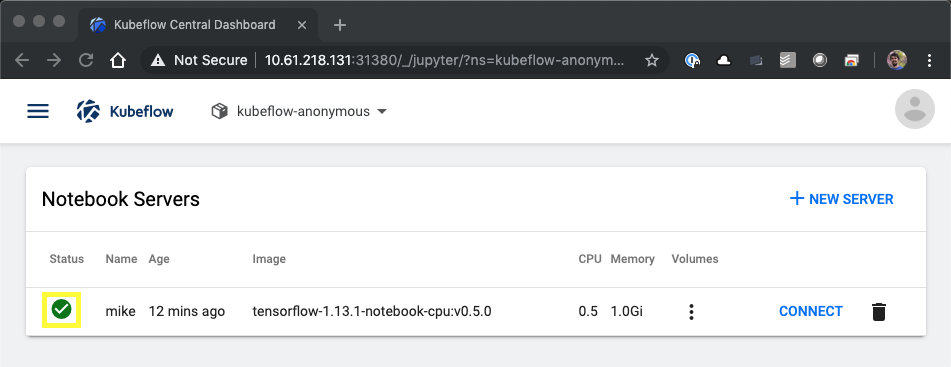 Kubeflow Central Dashboard
Not Secure | 10.61.218.131:31380/_/jupyter/?ns=kubeflow-anonym...
Kubeflow kubeflow-anonymous
Notebook Servers + NEW SERVER
Status Name Age Image CPU Memory Volumes
mike 12 mins ago tensorflow-1.13.1-notebook-cpu:v0.5.0 0.5 1.0Gi CONNECT